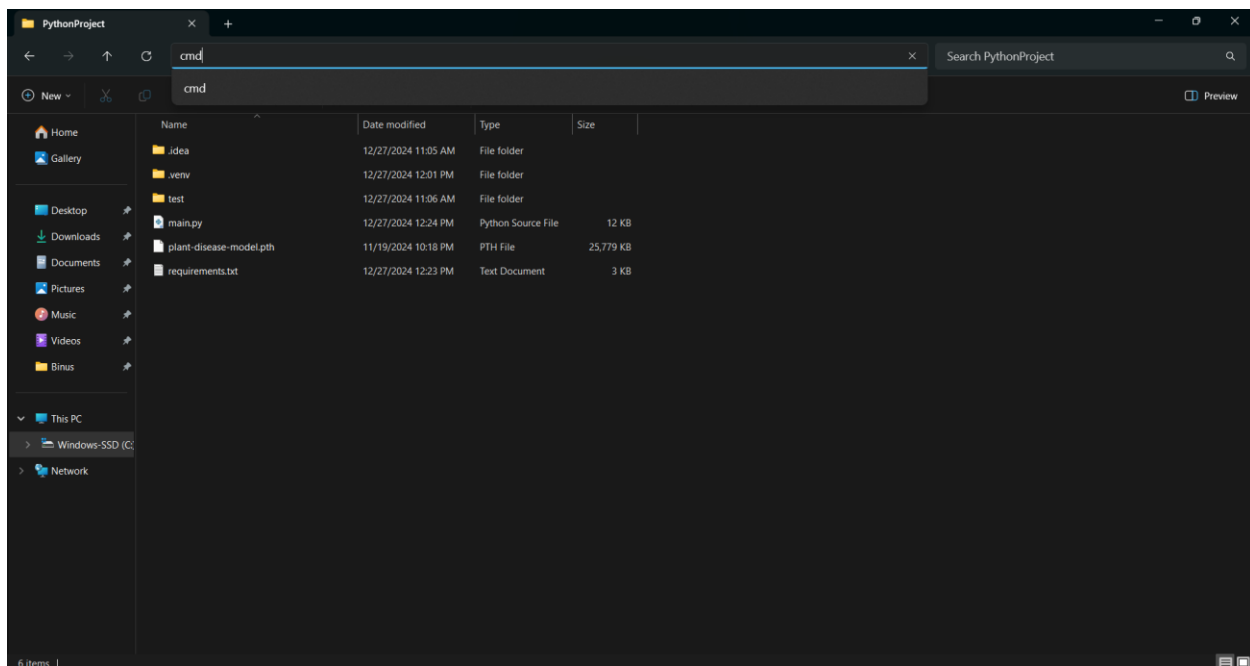 PythonProject
cmd
Search PythonProject
cmd
New
Preview
Name Date modified Type Size
Home
Gallery
Desktop
Downloads
Documents
Pictures
Music
Videos
Binus
This PC
Windows-SSD (C:
Network
.idea 12/27/2024 11:05 AM File folder
.venv 12/27/2024 12:01 PM File folder
test 12/27/2024 11:06 AM File folder
main.py 12/27/2024 12:24 PM Python Source File 12 KB
plant-disease-model.pth 11/19/2024 10:18 PM PTH File 25,779 KB
requirements.txt 12/27/2024 12:23 PM Text Document 3 KB
6 items